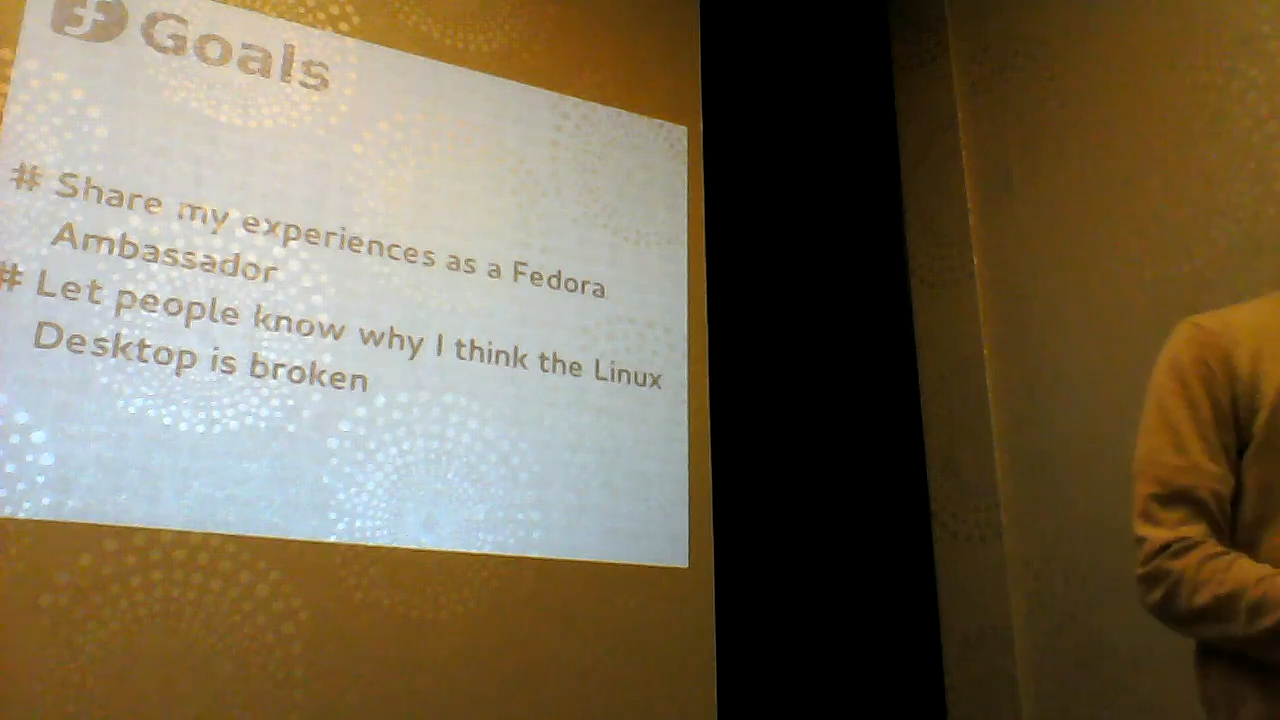 Goals
# Share my experiences as a Fedora
Ambassador
# Let people know why I think the Linux
Desktop is broken